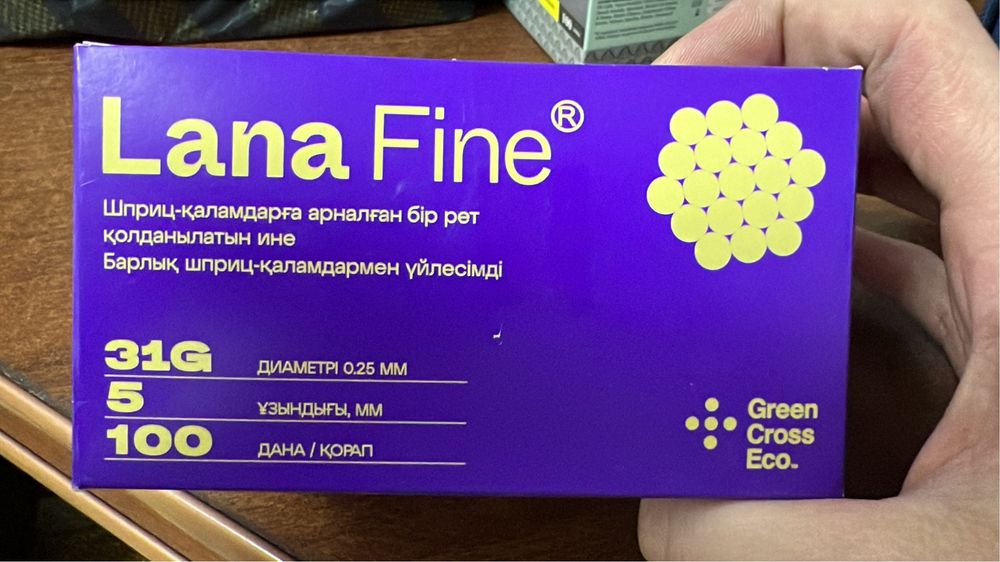 Lana Fine®
Шприц-қаламдарға арналған бір рет
қолданылатын ине
Барлық шприц-қаламдармен үйлесімді
31G ДИАМЕТРІ 0.25 ММ
5 ҰЗЫНДЫҒЫ, ММ
100 ДАНА / ҚОРАП
Green
Cross
Eco™